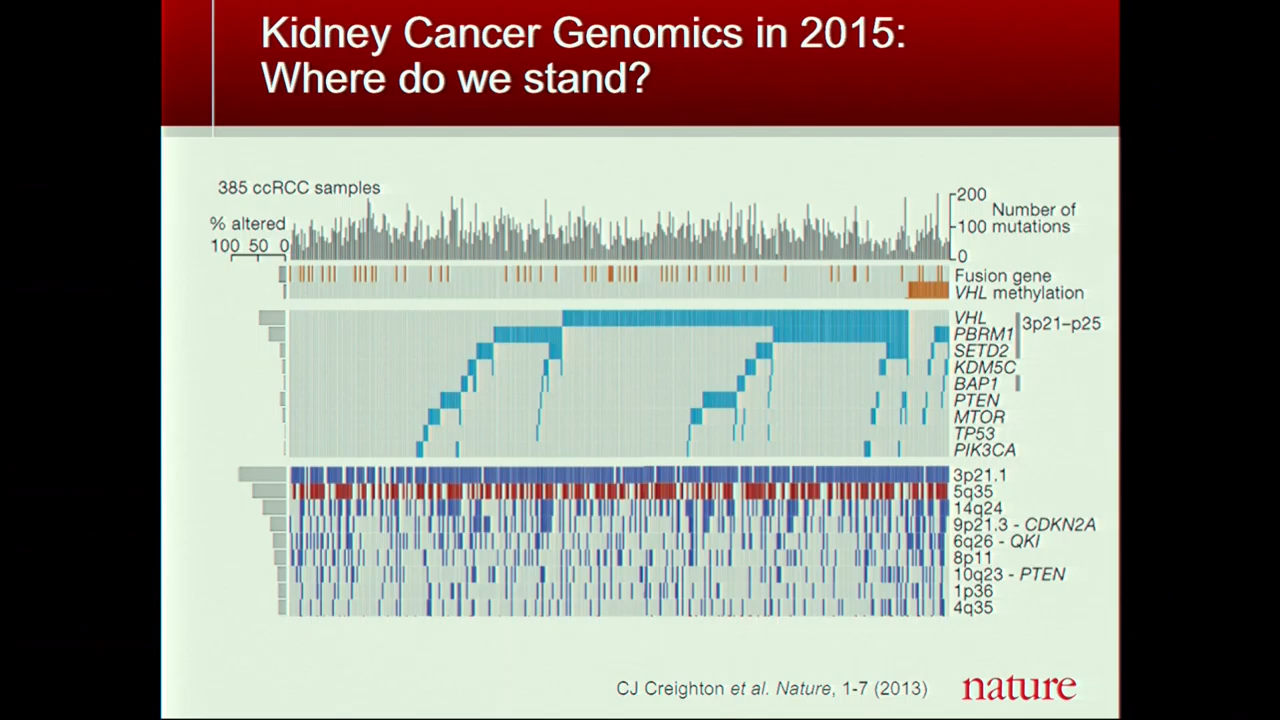 Kidney Cancer Genomics in 2015:
Where do we stand?
385 ccRCC samples
% altered
100 50 0
200
100
0
Number of
mutations
Fusion gene
VHL methylation
VHL
PBRM1
SETD2
KDM5C
BAP1
PTEN
MTOR
TP53
PIK3CA
3p21–p25
3p21.1
5q35
14q24
9p21.3 - CDKN2A
6q26 - QKI
8p11
10q23 - PTEN
1p36
4q35
CJ Creighton et al. Nature, 1-7 (2013)
nature